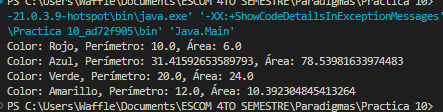 PS C:\Users\Waffle\Documents\ESCOM 4TO SEMESTRE\Paradigmas\Practica 10>
-21.0.3.9-hotspot\bin\java.exe' '-XX:+ShowCodeDetailsInExceptionMessages'
\Practica 10_ad72f905\bin' 'Java.Main'
Color: Rojo, Perímetro: 10.0, Área: 6.0
Color: Azul, Perímetro: 31.41592653589793, Área: 78.53981633974483
Color: Verde, Perímetro: 20.0, Área: 24.0
Color: Amarillo, Perímetro: 12.0, Área: 10.392304845413264
PS C:\Users\Waffle\Documents\ESCOM 4TO SEMESTRE\Paradigmas\Practica 10>